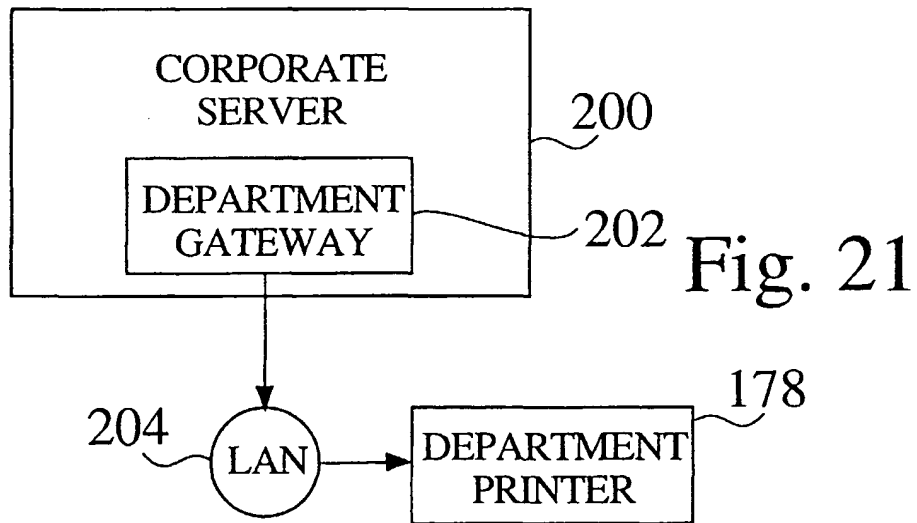 CORPORATE
SERVER
200
DEPARTMENT
GATEWAY
202
Fig. 21
204
LAN
178
DEPARTMENT
PRINTER